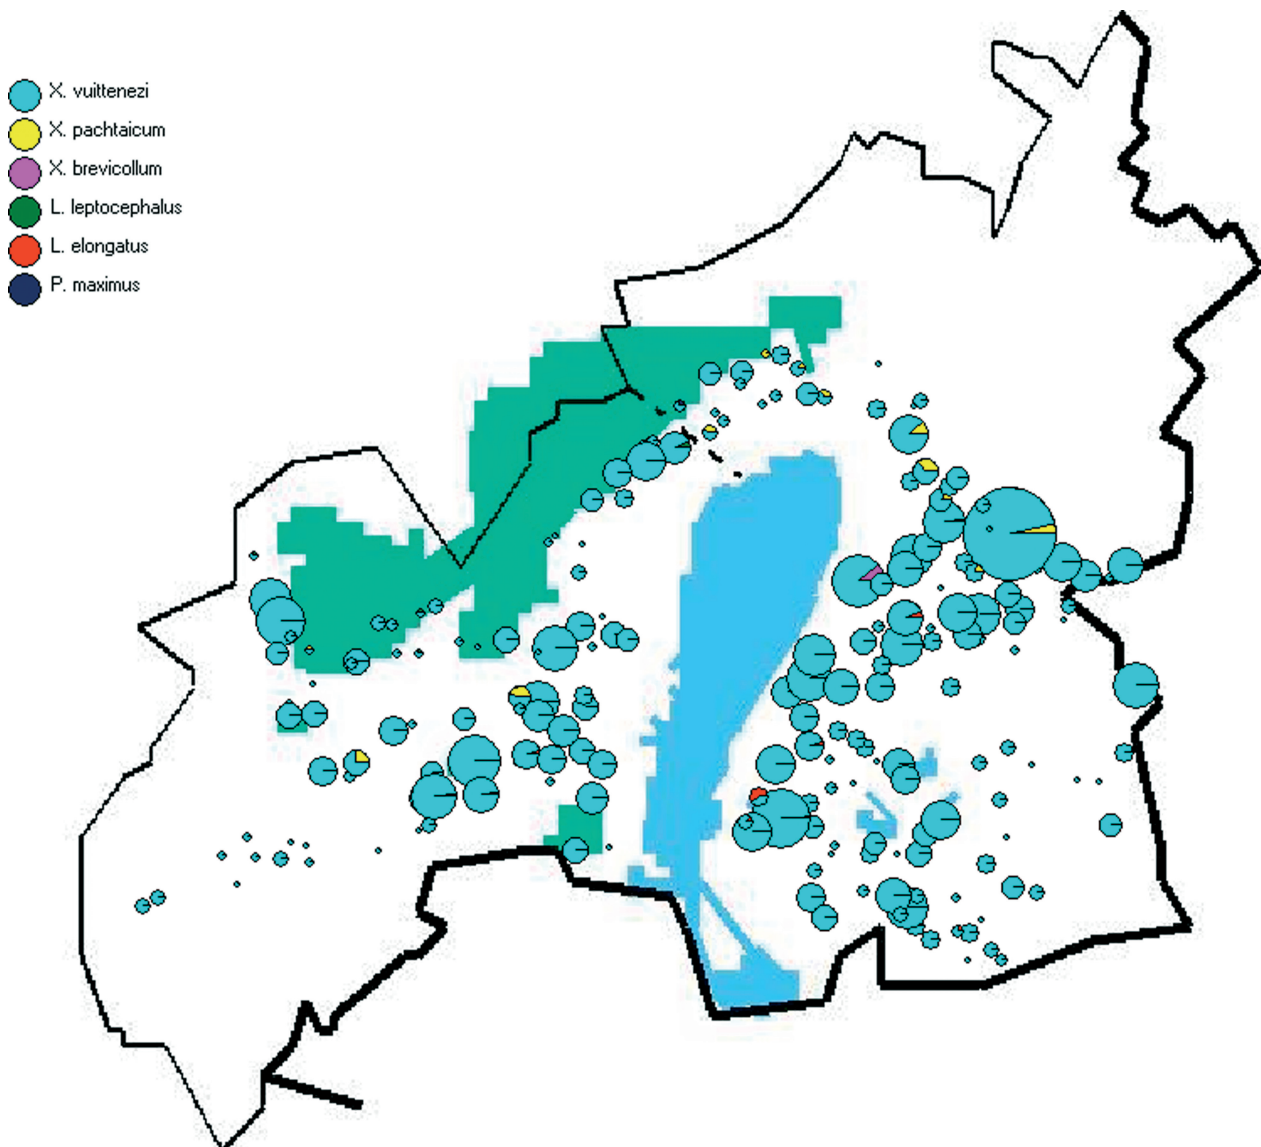 X. vuittenezi
X. pachtaicum
X. brevicollum
L. leptocephalus
L. elongatus
P. maximus